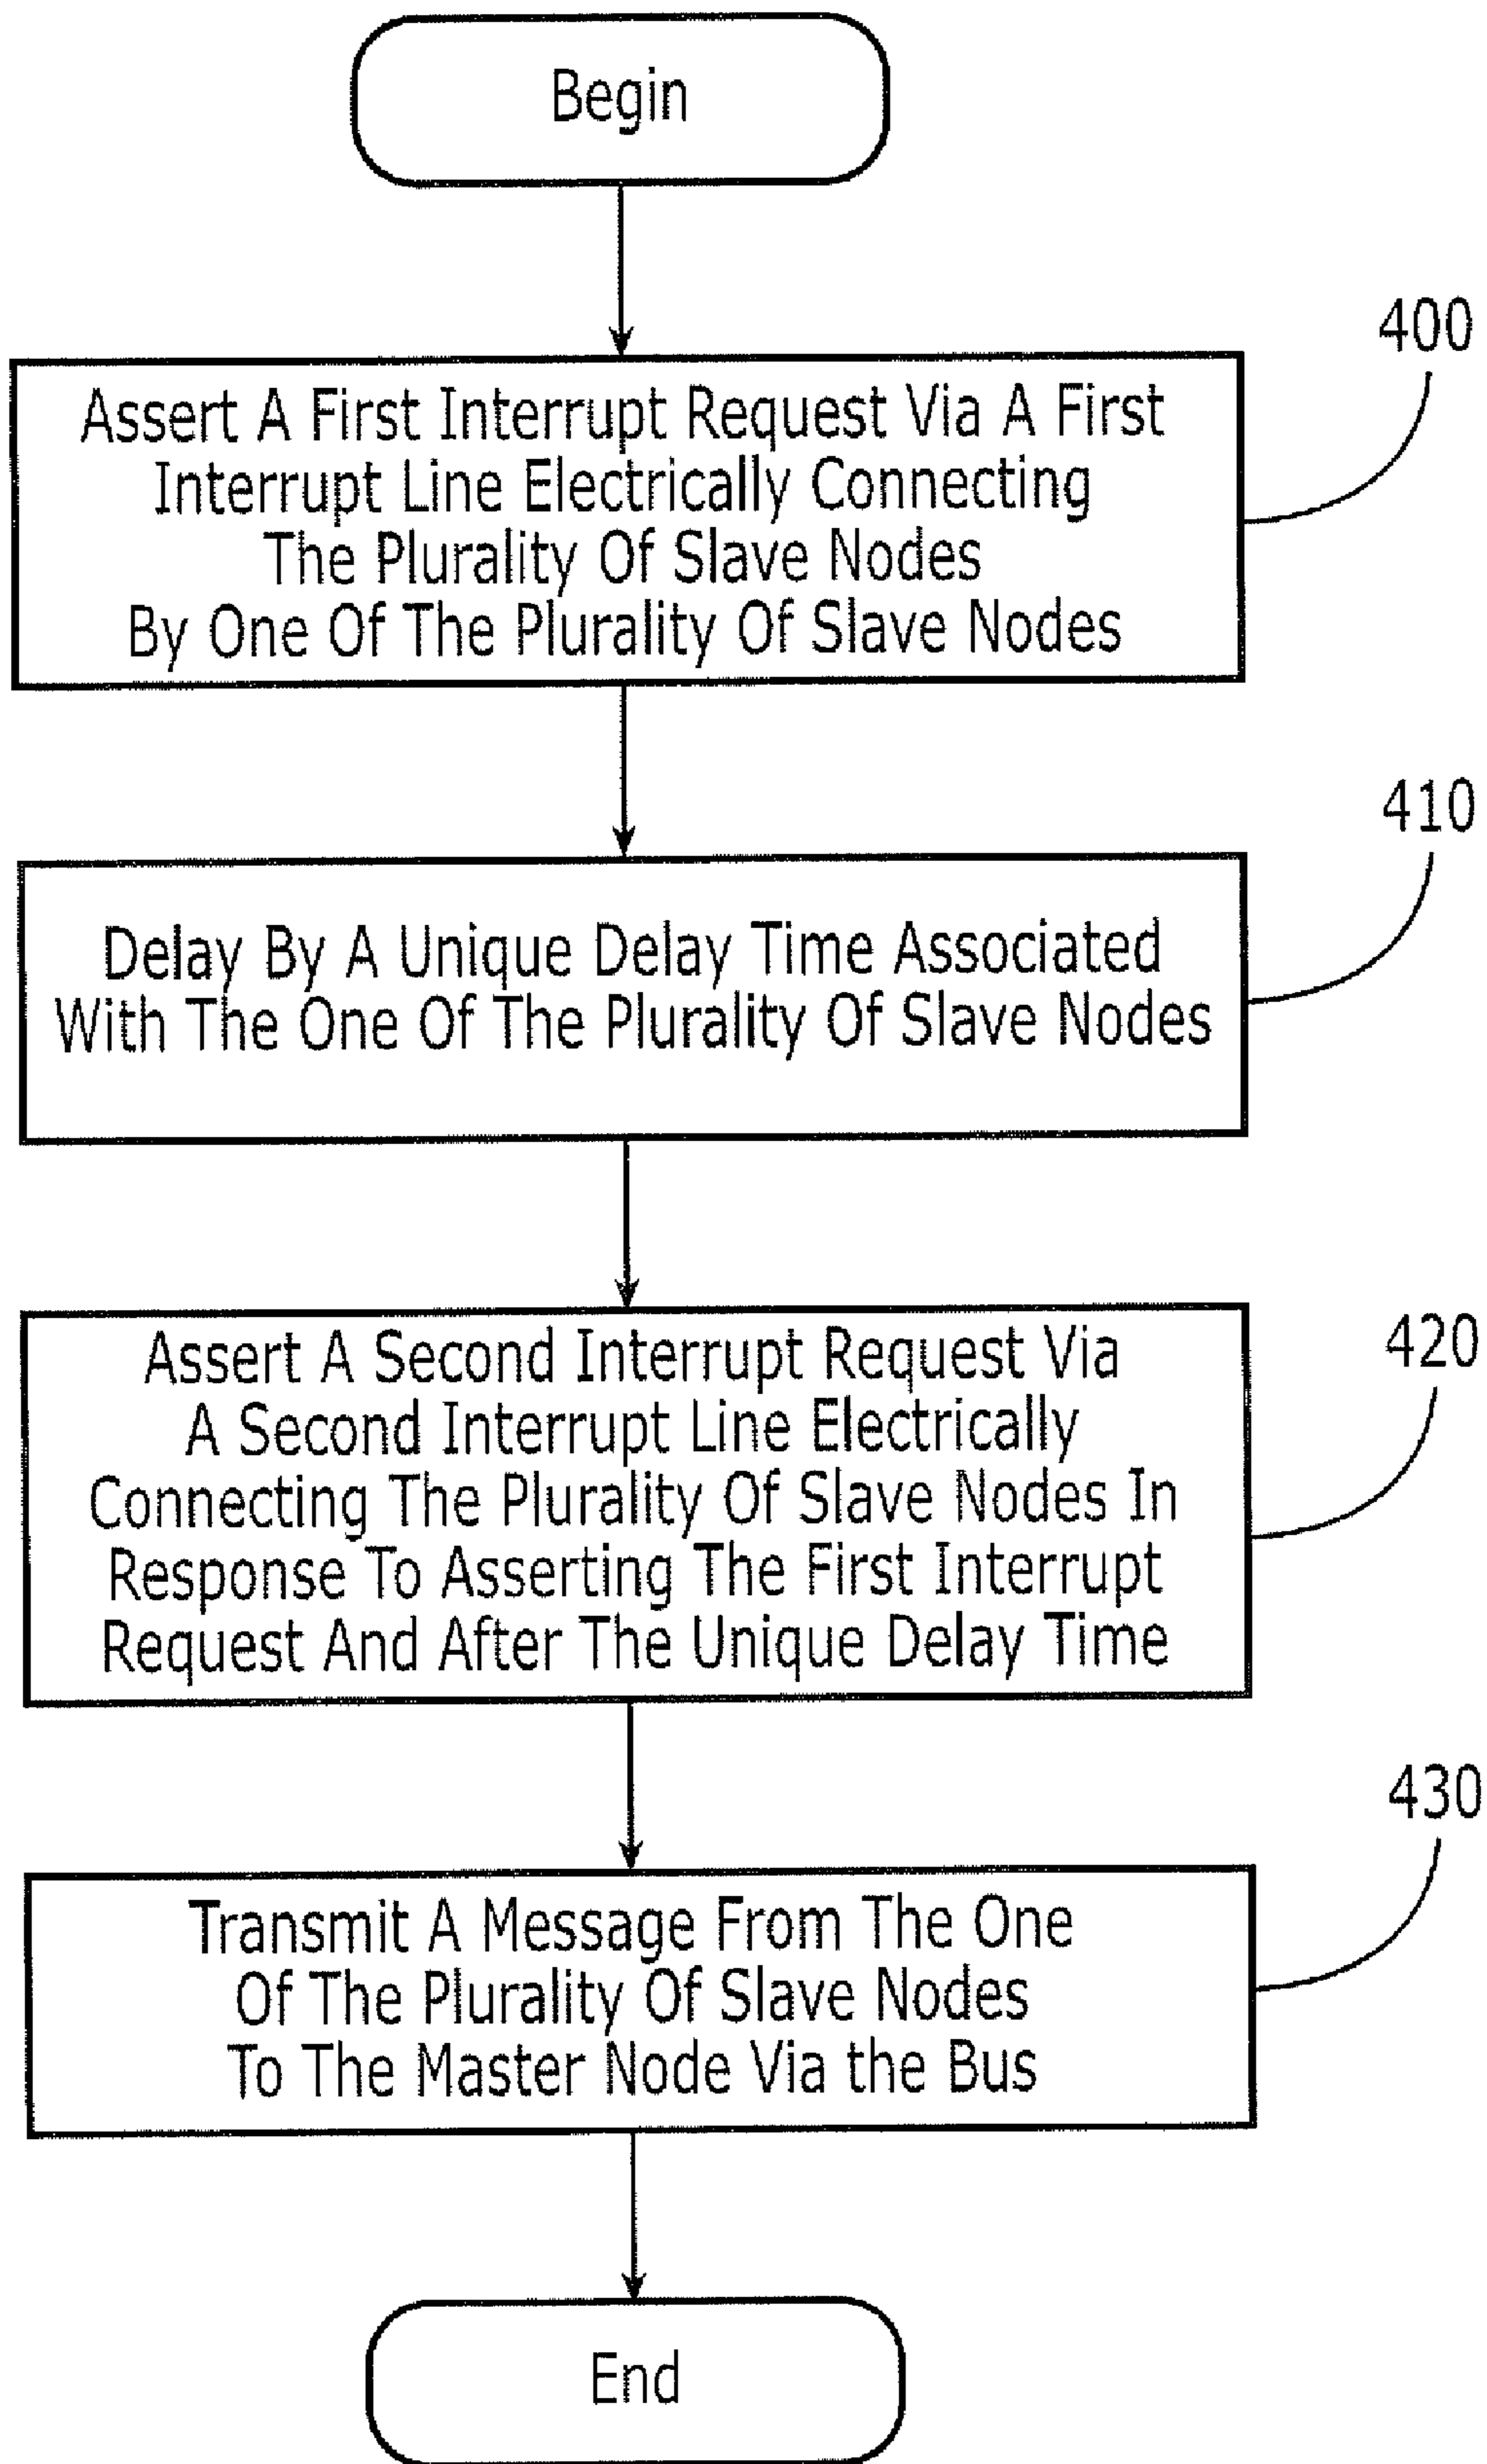 Begin
400
Assert A First Interrupt Request Via A First
Interrupt Line Electrically Connecting
The Plurality Of Slave Nodes
By One Of The Plurality Of Slave Nodes
410
Delay By A Unique Delay Time Associated
With The One Of The Plurality Of Slave Nodes
420
Assert A Second Interrupt Request Via
A Second Interrupt Line Electrically
Connecting The Plurality Of Slave Nodes In
Response To Asserting The First Interrupt
Request And After The Unique Delay Time
430
Transmit A Message From The One
Of The Plurality Of Slave Nodes
To The Master Node Via the Bus
End